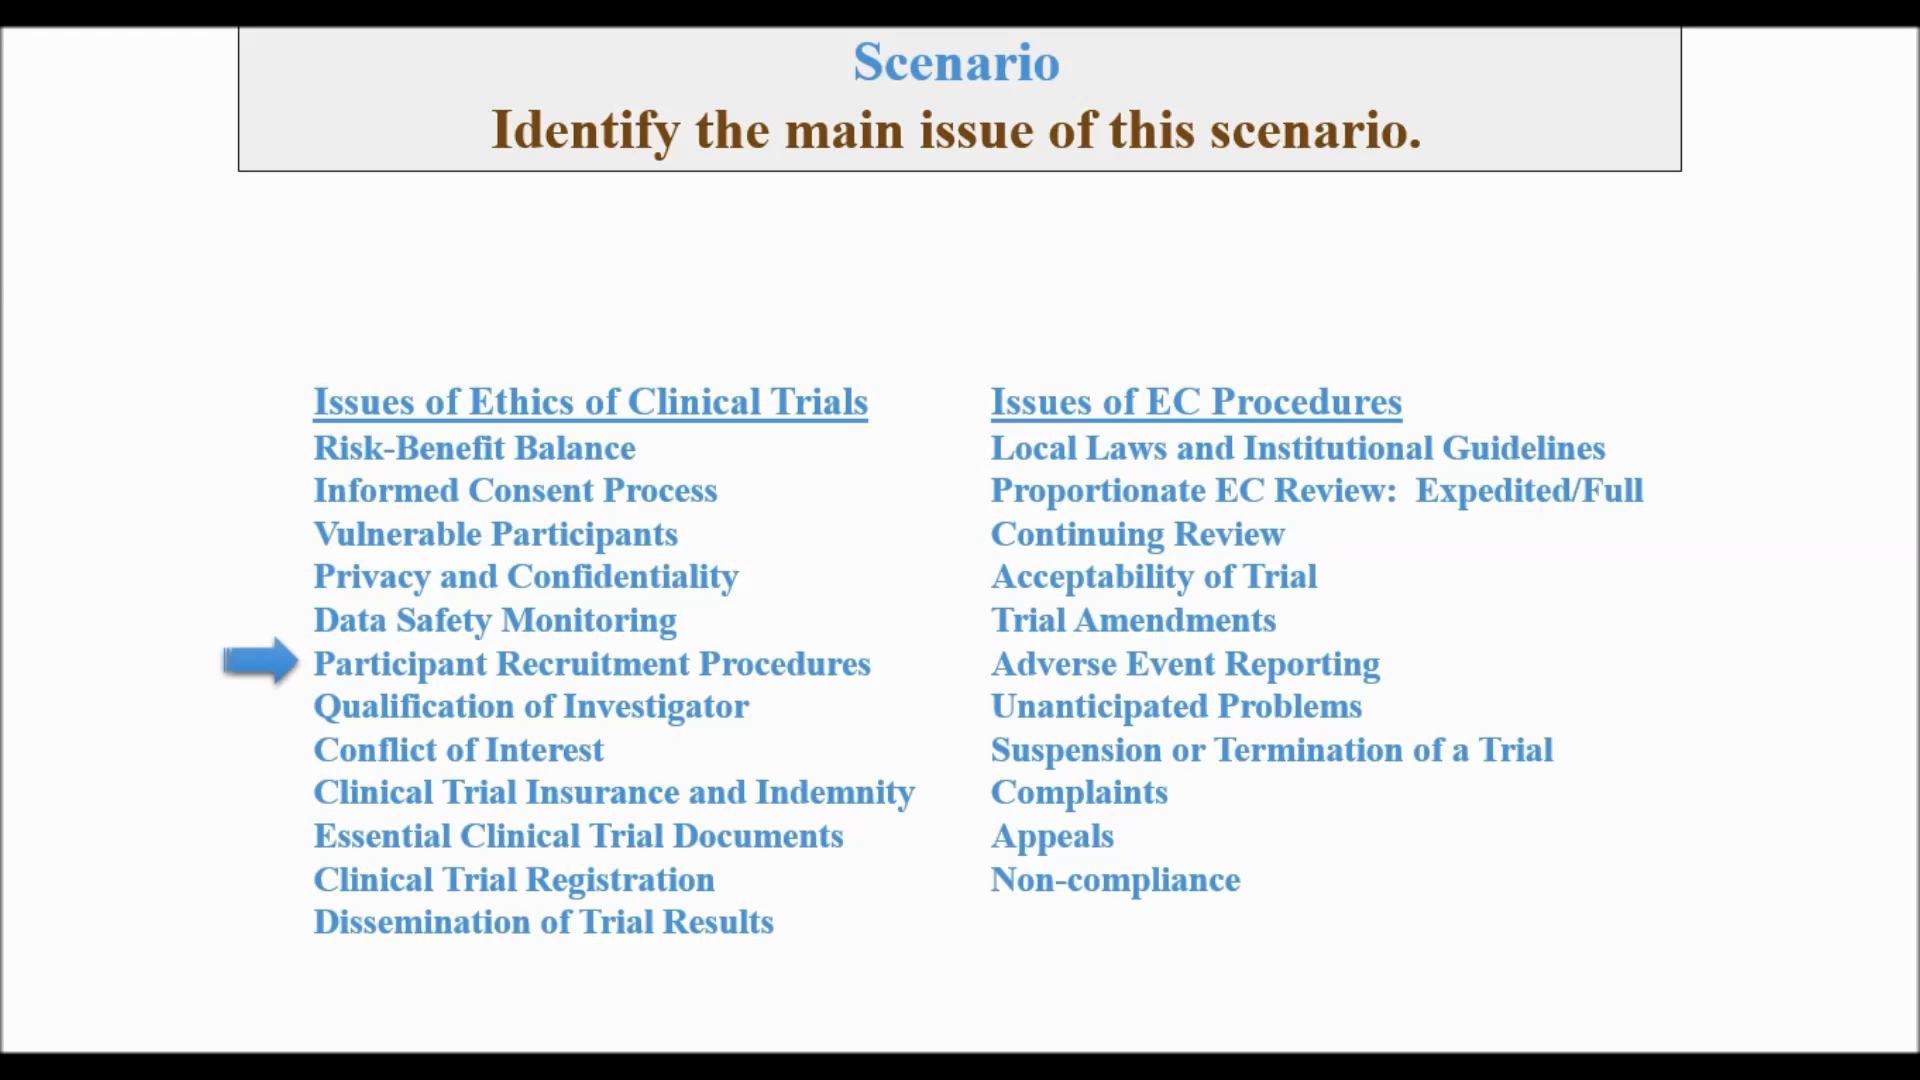 Scenario
Identify the main issue of this scenario.
Issues of Ethics of Clinical Trials
Risk-Benefit Balance
Informed Consent Process
Vulnerable Participants
Privacy and Confidentiality
Data Safety Monitoring
Participant Recruitment Procedures
Qualification of Investigator
Conflict of Interest
Clinical Trial Insurance and Indemnity
Essential Clinical Trial Documents
Clinical Trial Registration
Dissemination of Trial Results
Issues of EC Procedures
Local Laws and Institutional Guidelines
Proportionate EC Review:  Expedited/Full
Continuing Review
Acceptability of Trial
Trial Amendments
Adverse Event Reporting
Unanticipated Problems
Suspension or Termination of a Trial
Complaints
Appeals
Non-compliance